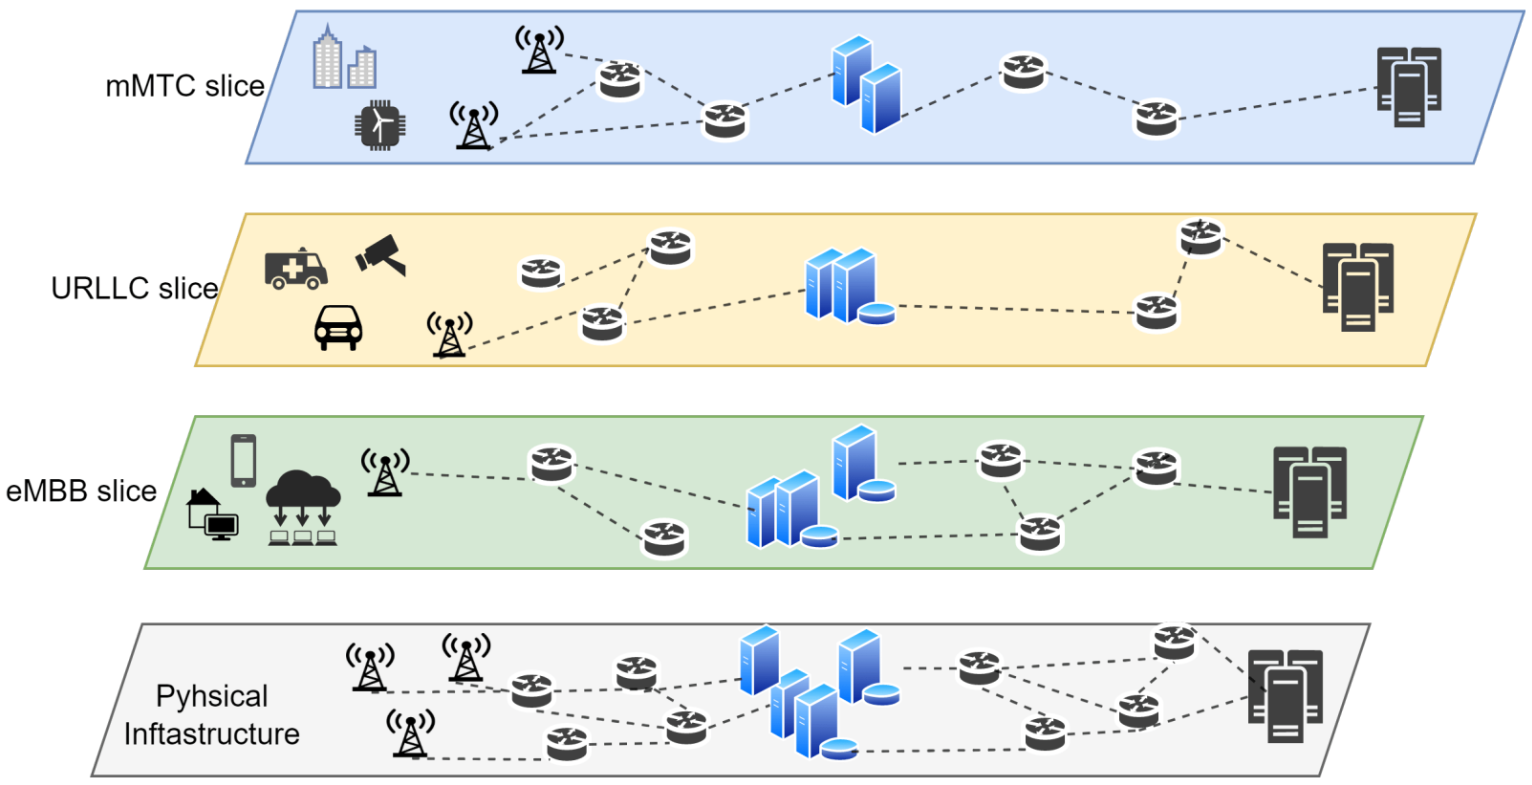 mMTC slice
URLLC slice
eMBB slice
Pyhsical
Inftastructure